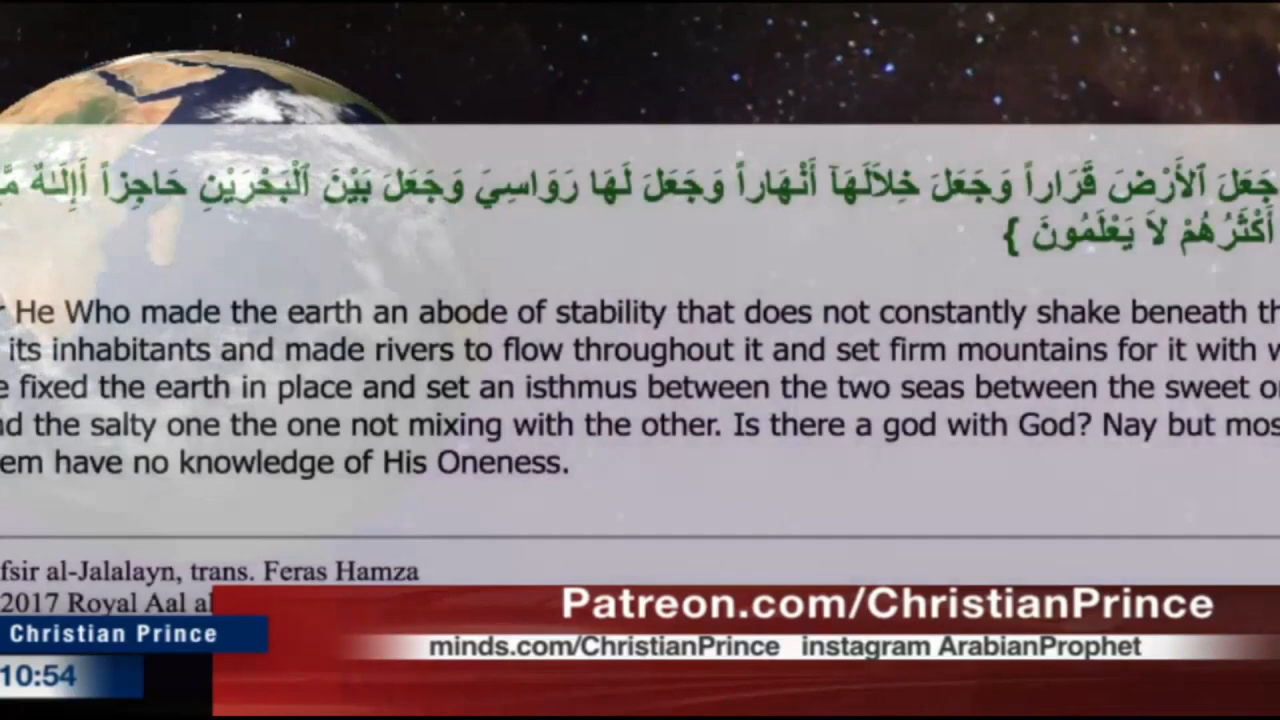 جَعَلَ ٱلأَرْضَ قَرَاراً وَجَعَلَ خِلاَلَهَآ أَنْهَاراً وَجَعَلَ لَهَا رَوَاسِيَ وَجَعَلَ بَيْنَ ٱلْبَحْرَيْنِ حَاجِزاً أَإِلَـٰهٌ
أَكْثَرُهُمْ لاَ يَعْلَمُونَ }
He Who made the earth an abode of stability that does not constantly shake beneath
its inhabitants and made rivers to flow throughout it and set firm mountains for it with
fixed the earth in place and set an isthmus between the two seas between the sweet
the salty one the one not mixing with the other. Is there a god with God? Nay but
have no knowledge of His Oneness.
fsir al-Jalalayn, trans. Feras Hamza
2017 Royal Aal al
Patreon.com/ChristianPrince
Christian Prince
minds.com/ChristianPrince instagram ArabianProphet
10:54